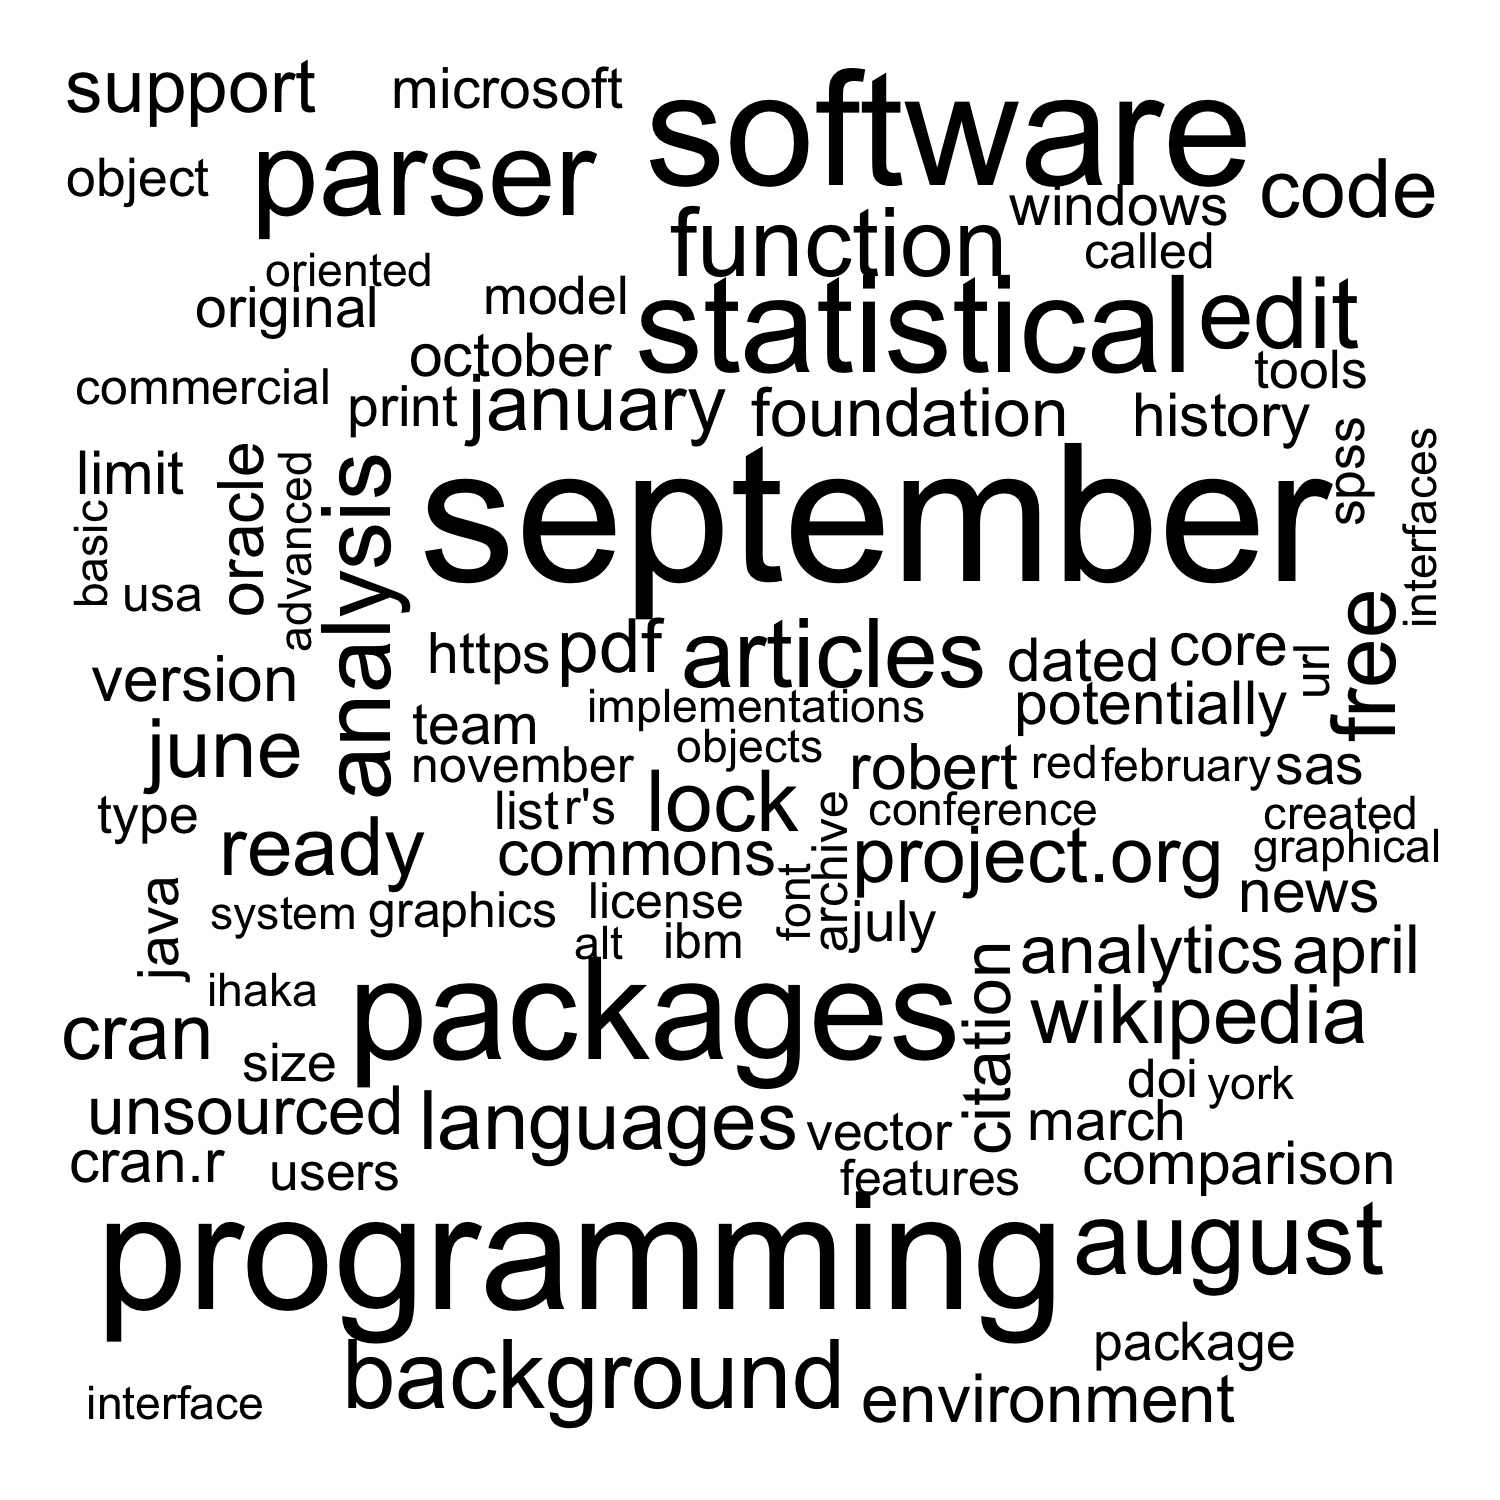 support microsoft software
object parser windows code
function called
oriented
original model statistical edit
october tools
commercial print january foundation history
limit oracle advanced analysis september spss interfaces
basic usa
https pdf articles dated core url free
version implementations potentially
june team objects
november robert red february sas
type list r's lock archive conference created
ready commons project.org graphical
java system graphics license font july news
alt ibm
ihaka packages citation analytics april
cran wikipedia
size doi york
unsourced languages vector march
cran.r users features comparison
programming august
background package
interface environment